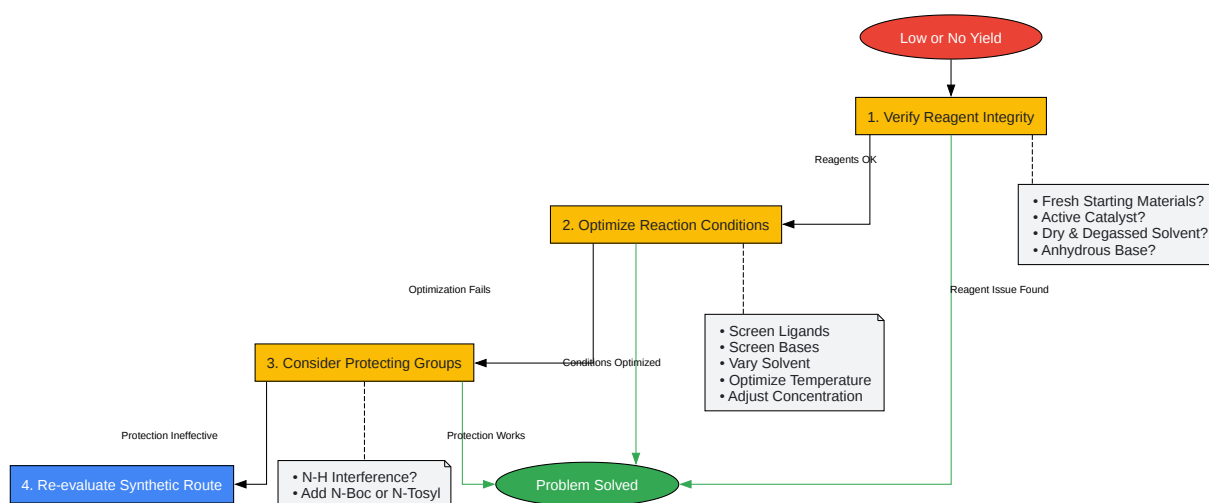 Low or No Yield
1. Verify Reagent Integrity
Reagents OK
• Fresh Starting Materials?
• Active Catalyst?
• Dry & Degassed Solvent?
• Anhydrous Base?
2. Optimize Reaction Conditions
Optimization Fails
Reagent Issue Found
• Screen Ligands
• Screen Bases
• Vary Solvent
• Optimize Temperature
• Adjust Concentration
3. Consider Protecting Groups
Conditions Optimized
Protection Ineffective
Protection Works
4. Re-evaluate Synthetic Route
• N-H Interference?
• Add N-Boc or N-Tosyl
Problem Solved